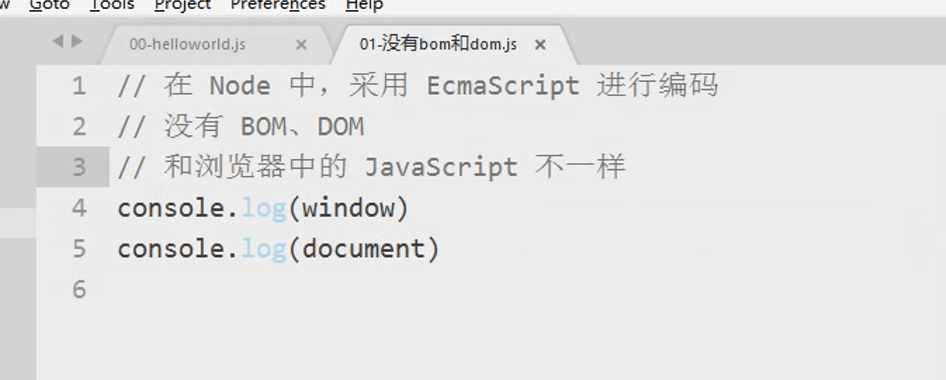 w Goto Tools Project Preferences Help
00-helloworld.js × 01-没有bom和dom.js ×
1 // 在 Node 中，采用 EcmaScript 进行编码
2 // 没有 BOM、DOM
3 // 和浏览器中的 JavaScript 不一样
4 console.log(window)
5 console.log(document)
6